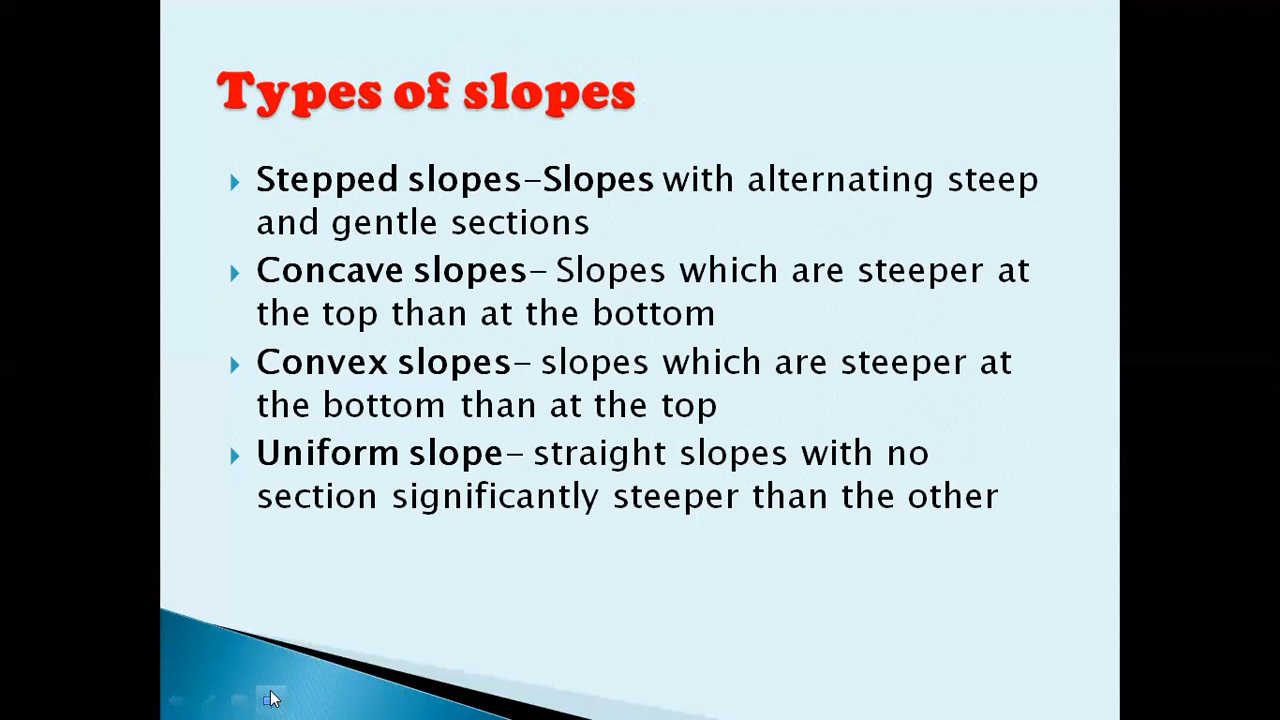 Types of slopes
Stepped slopes-Slopes with alternating steep
and gentle sections
Concave slopes- Slopes which are steeper at
the top than at the bottom
Convex slopes- slopes which are steeper at
the bottom than at the top
Uniform slope- straight slopes with no
section significantly steeper than the other